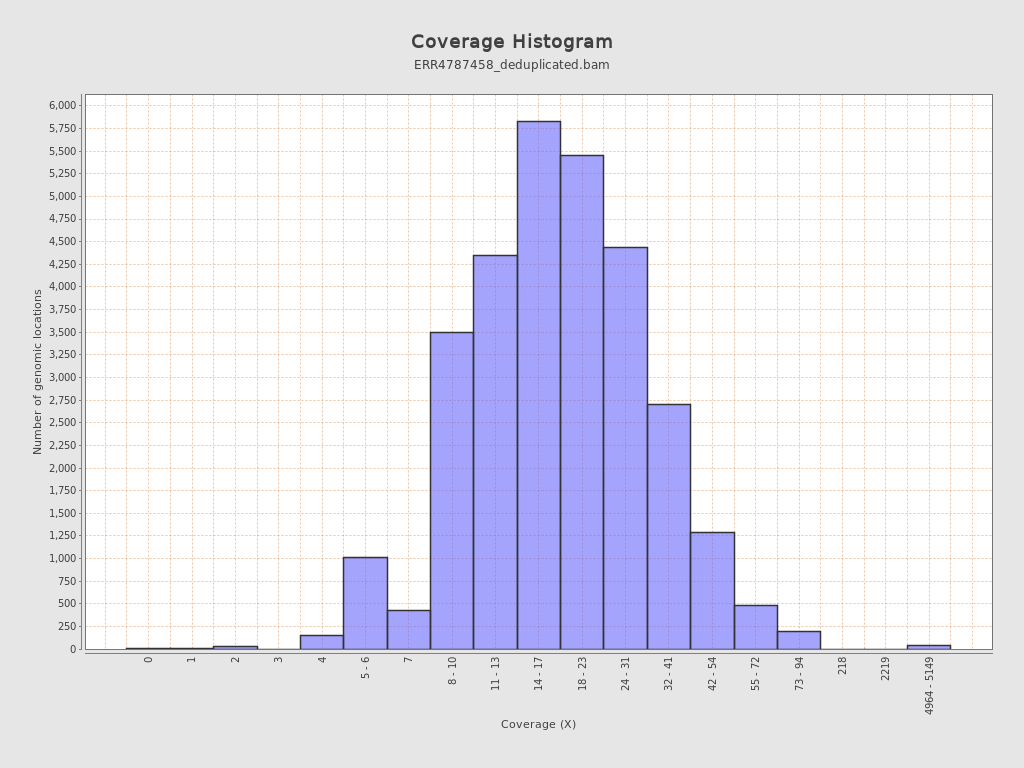 Coverage Histogram
ERR4787458_deduplicated.bam
6,000
5,750
5,500
5,250
5,000
4,750
4,500
4,250
4,000
3,750
3,500
3,250
3,000
2,750
2,500
2,250
2,000
1,750
1,500
1,250
1,000
750
500
250
0
Number of genomic locations
0
1
2
3
4
5 - 6
7
8 - 10
11 - 13
14 - 17
18 - 23
24 - 31
32 - 41
42 - 54
55 - 72
73 - 94
218
2219
4964 - 5149
Coverage (X)